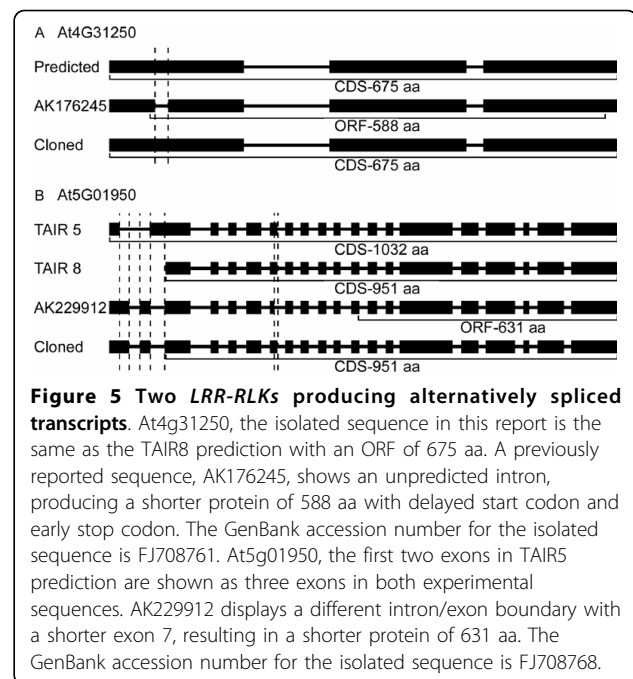 A At4G31250
Predicted
CDS-675 aa
AK176245
ORF-588 aa
Cloned
CDS-675 aa
B At5G01950
TAIR 5
CDS-1032 aa
TAIR 8
CDS-951 aa
AK229912
ORF-631 aa
Cloned
CDS-951 aa
Figure 5 Two LRR-RLKs producing alternatively spliced
transcripts. At4g31250, the isolated sequence in this report is the
same as the TAIR8 prediction with an ORF of 675 aa. A previously
reported sequence, AK176245, shows an unpredicted intron,
producing a shorter protein of 588 aa with delayed start codon and
early stop codon. The GenBank accession number for the isolated
sequence is FJ708761. At5g01950, the first two exons in TAIR5
prediction are shown as three exons in both experimental
sequences. AK229912 displays a different intron/exon boundary with
a shorter exon 7, resulting in a shorter protein of 631 aa. The
GenBank accession number for the isolated sequence is FJ708768.